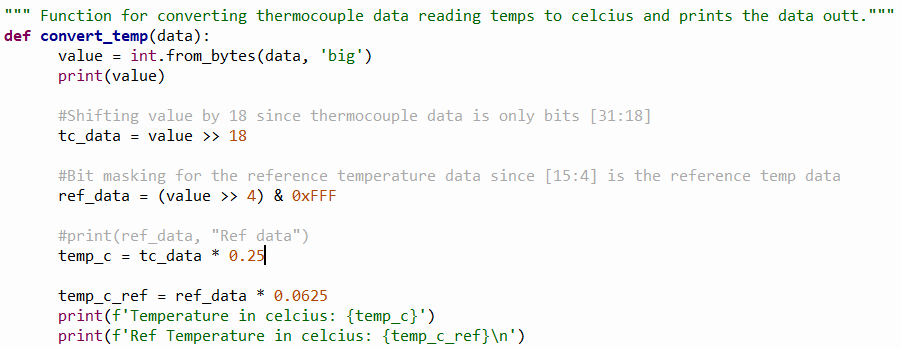 """ Function for converting thermocouple data reading temps to celcius and prints the data outt."""
def convert_temp(data):
value = int.from_bytes(data, 'big')
print(value)
#Shifting value by 18 since thermocouple data is only bits [31:18]
tc_data = value >> 18
#Bit masking for the reference temperature data since [15:4] is the reference temp data
ref_data = (value >> 4) & 0xFFF
#print(ref_data, "Ref data")
temp_c = tc_data * 0.25
temp_c_ref = ref_data * 0.0625
print(f'Temperature in celcius: {temp_c}')
print(f'Ref Temperature in celcius: {temp_c_ref}\n')